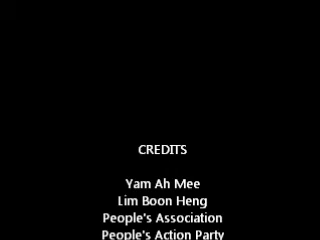 CREDITS
Yam Ah Mee
Lim Boon Heng
People's Association
People's Action Party